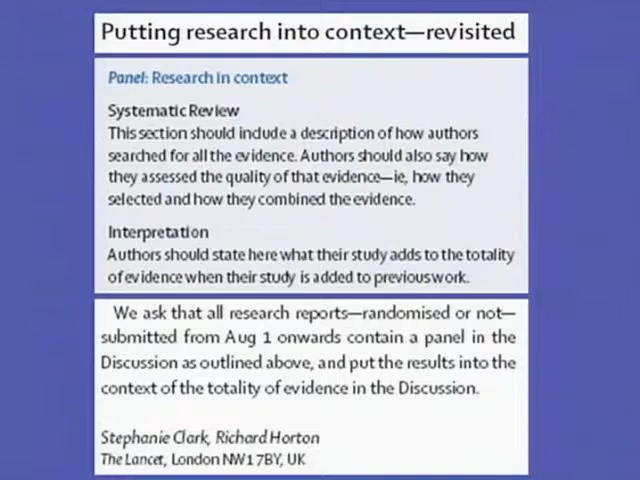 Putting research into context—revisited
Panel: Research in context
Systematic Review
This section should include a description of how authors
searched for all the evidence. Authors should also say how
they assessed the quality of that evidence—ie, how they
selected and how they combined the evidence.
Interpretation
Authors should state here what their study adds to the totality
of evidence when their study is added to previous work.
We ask that all research reports—randomised or not—
submitted from Aug 1 onwards contain a panel in the
Discussion as outlined above, and put the results into the
context of the totality of evidence in the Discussion.
Stephanie Clark, Richard Horton
The Lancet, London NW1 7BY, UK